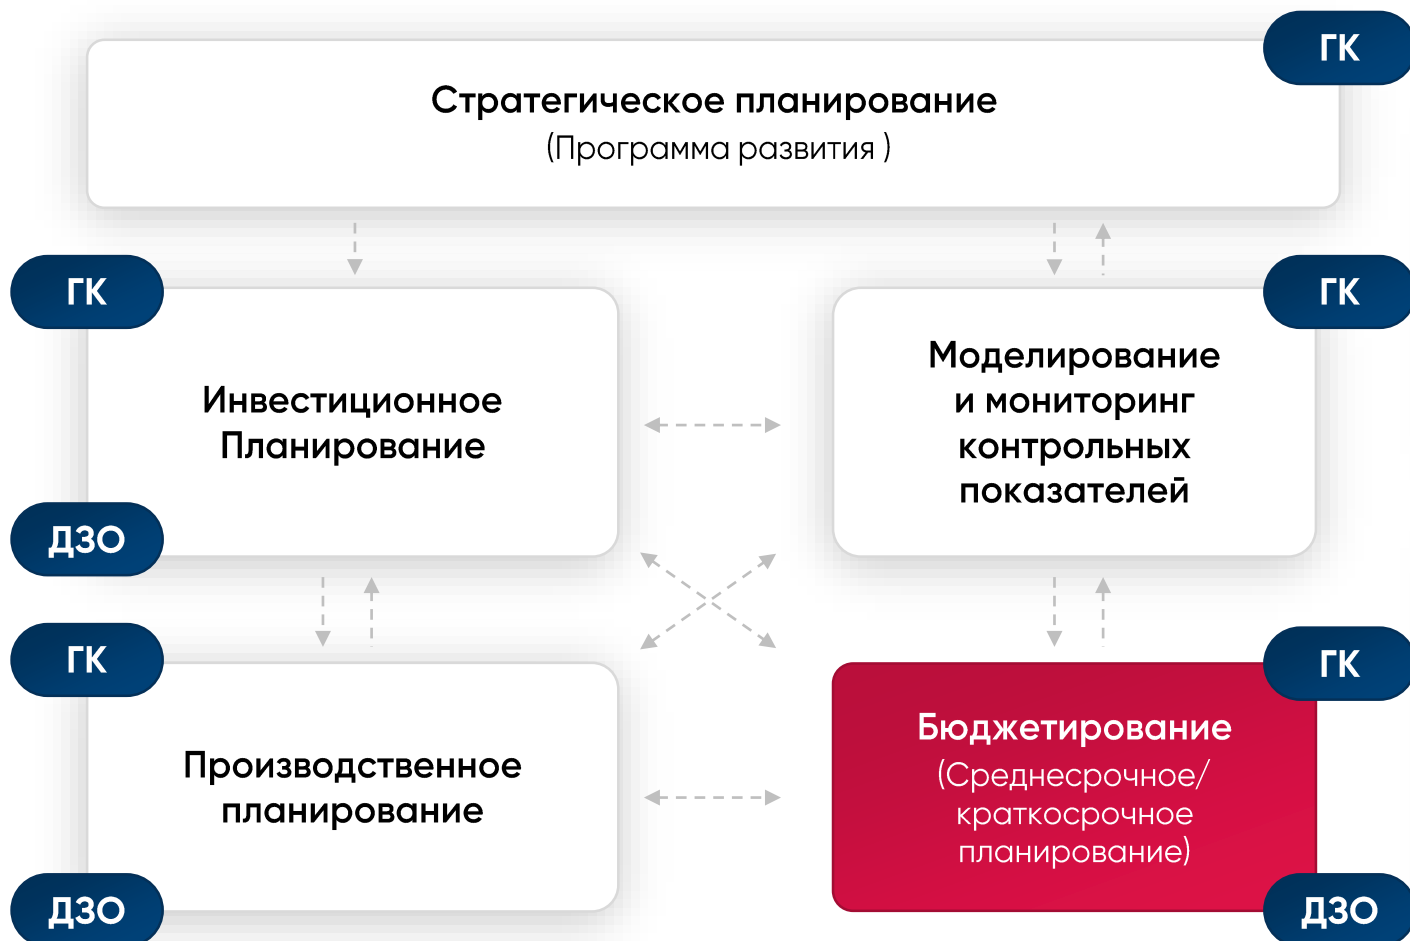 ГК
Стратегическое планирование
(Программа развития )
ГК
ГК
Инвестиционное
Планирование
Моделирование
и мониторинг
контрольных
показателей
ДЗО
ГК
ГК
Производственное
планирование
Бюджетирование
(Среднесрочное/
краткосрочное
планирование)
ДЗО
ДЗО